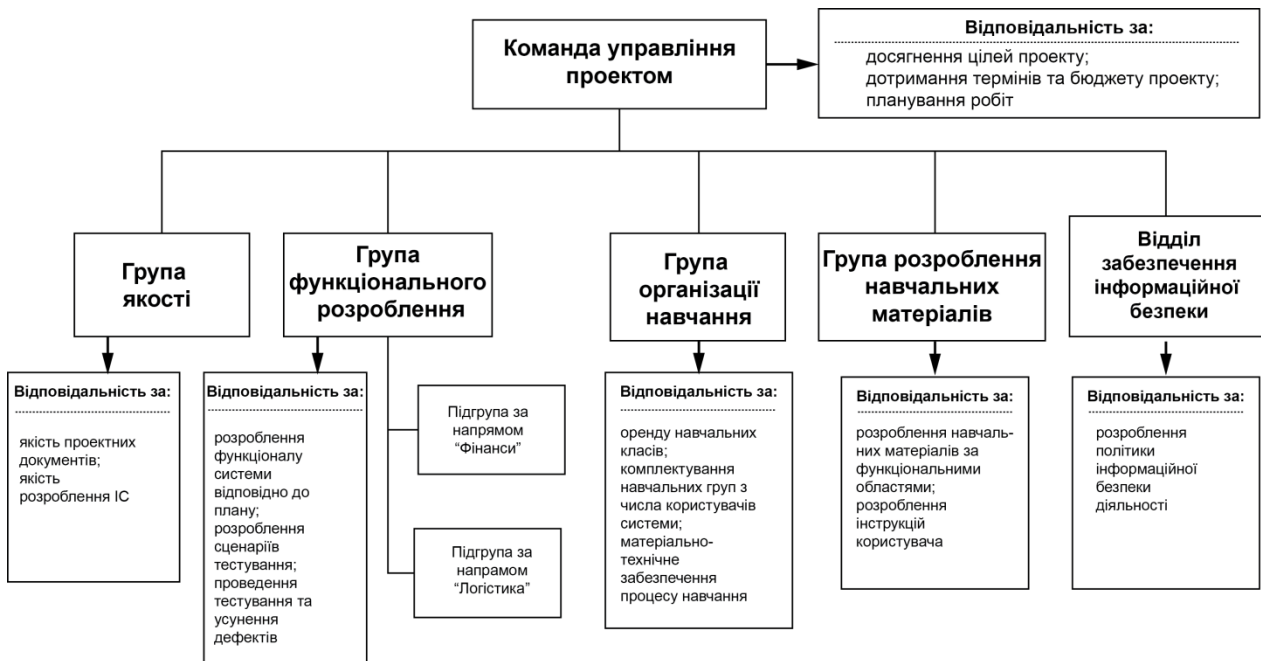 Команда управління
проектом
Відповідальність за:
досягнення цілей проекту;
дотримання термінів та бюджету проекту;
планування робіт
Група
якості
Група
функціонального
розроблення
Група
організації
навчання
Група розроблення
навчальних
матеріалів
Відділ
забезпечення
інформаційної
безпеки
Відповідальність за:
якість проектних
документів;
якість
розроблення ІС
Відповідальність за:
розроблення
функціоналу
системи
відповідно до
плану;
розроблення
сценаріїв
тестування;
проведення
тестування та
усунення
дефектів
Підгрупа за
напрямом
“Фінанси”
Підгрупа за
напрамом
“Логістика”
Відповідальність за:
оренду навчальних
класів;
комплектування
навчальних груп з
числа користувачів
системи;
матеріально-
технічне
забезпечення
процесу навчання
Відповідальність за:
розроблення навчаль-
них матеріалів за
функціональними
областями;
розроблення
інструкцій
користувача
Відповідальність за:
розроблення
політики
інформаційної
безпеки
діяльності